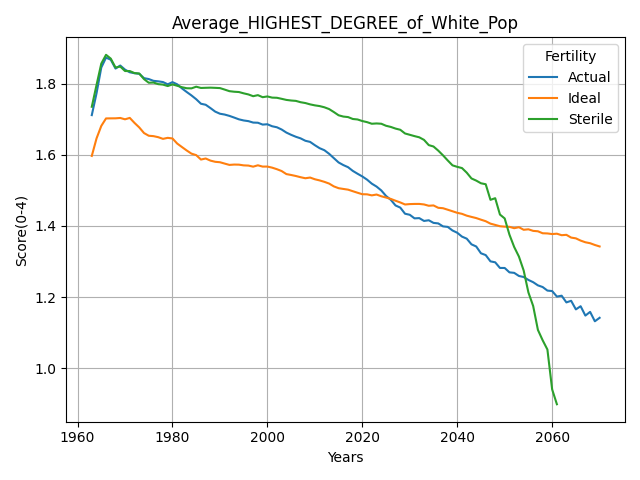 Average_HIGHEST_DEGREE_of_White_Pop
Fertility
Actual
Ideal
Sterile
Score(0-4)
1.8
1.6
1.4
1.2
1.0
1960
1980
2000
2020
2040
2060
Years